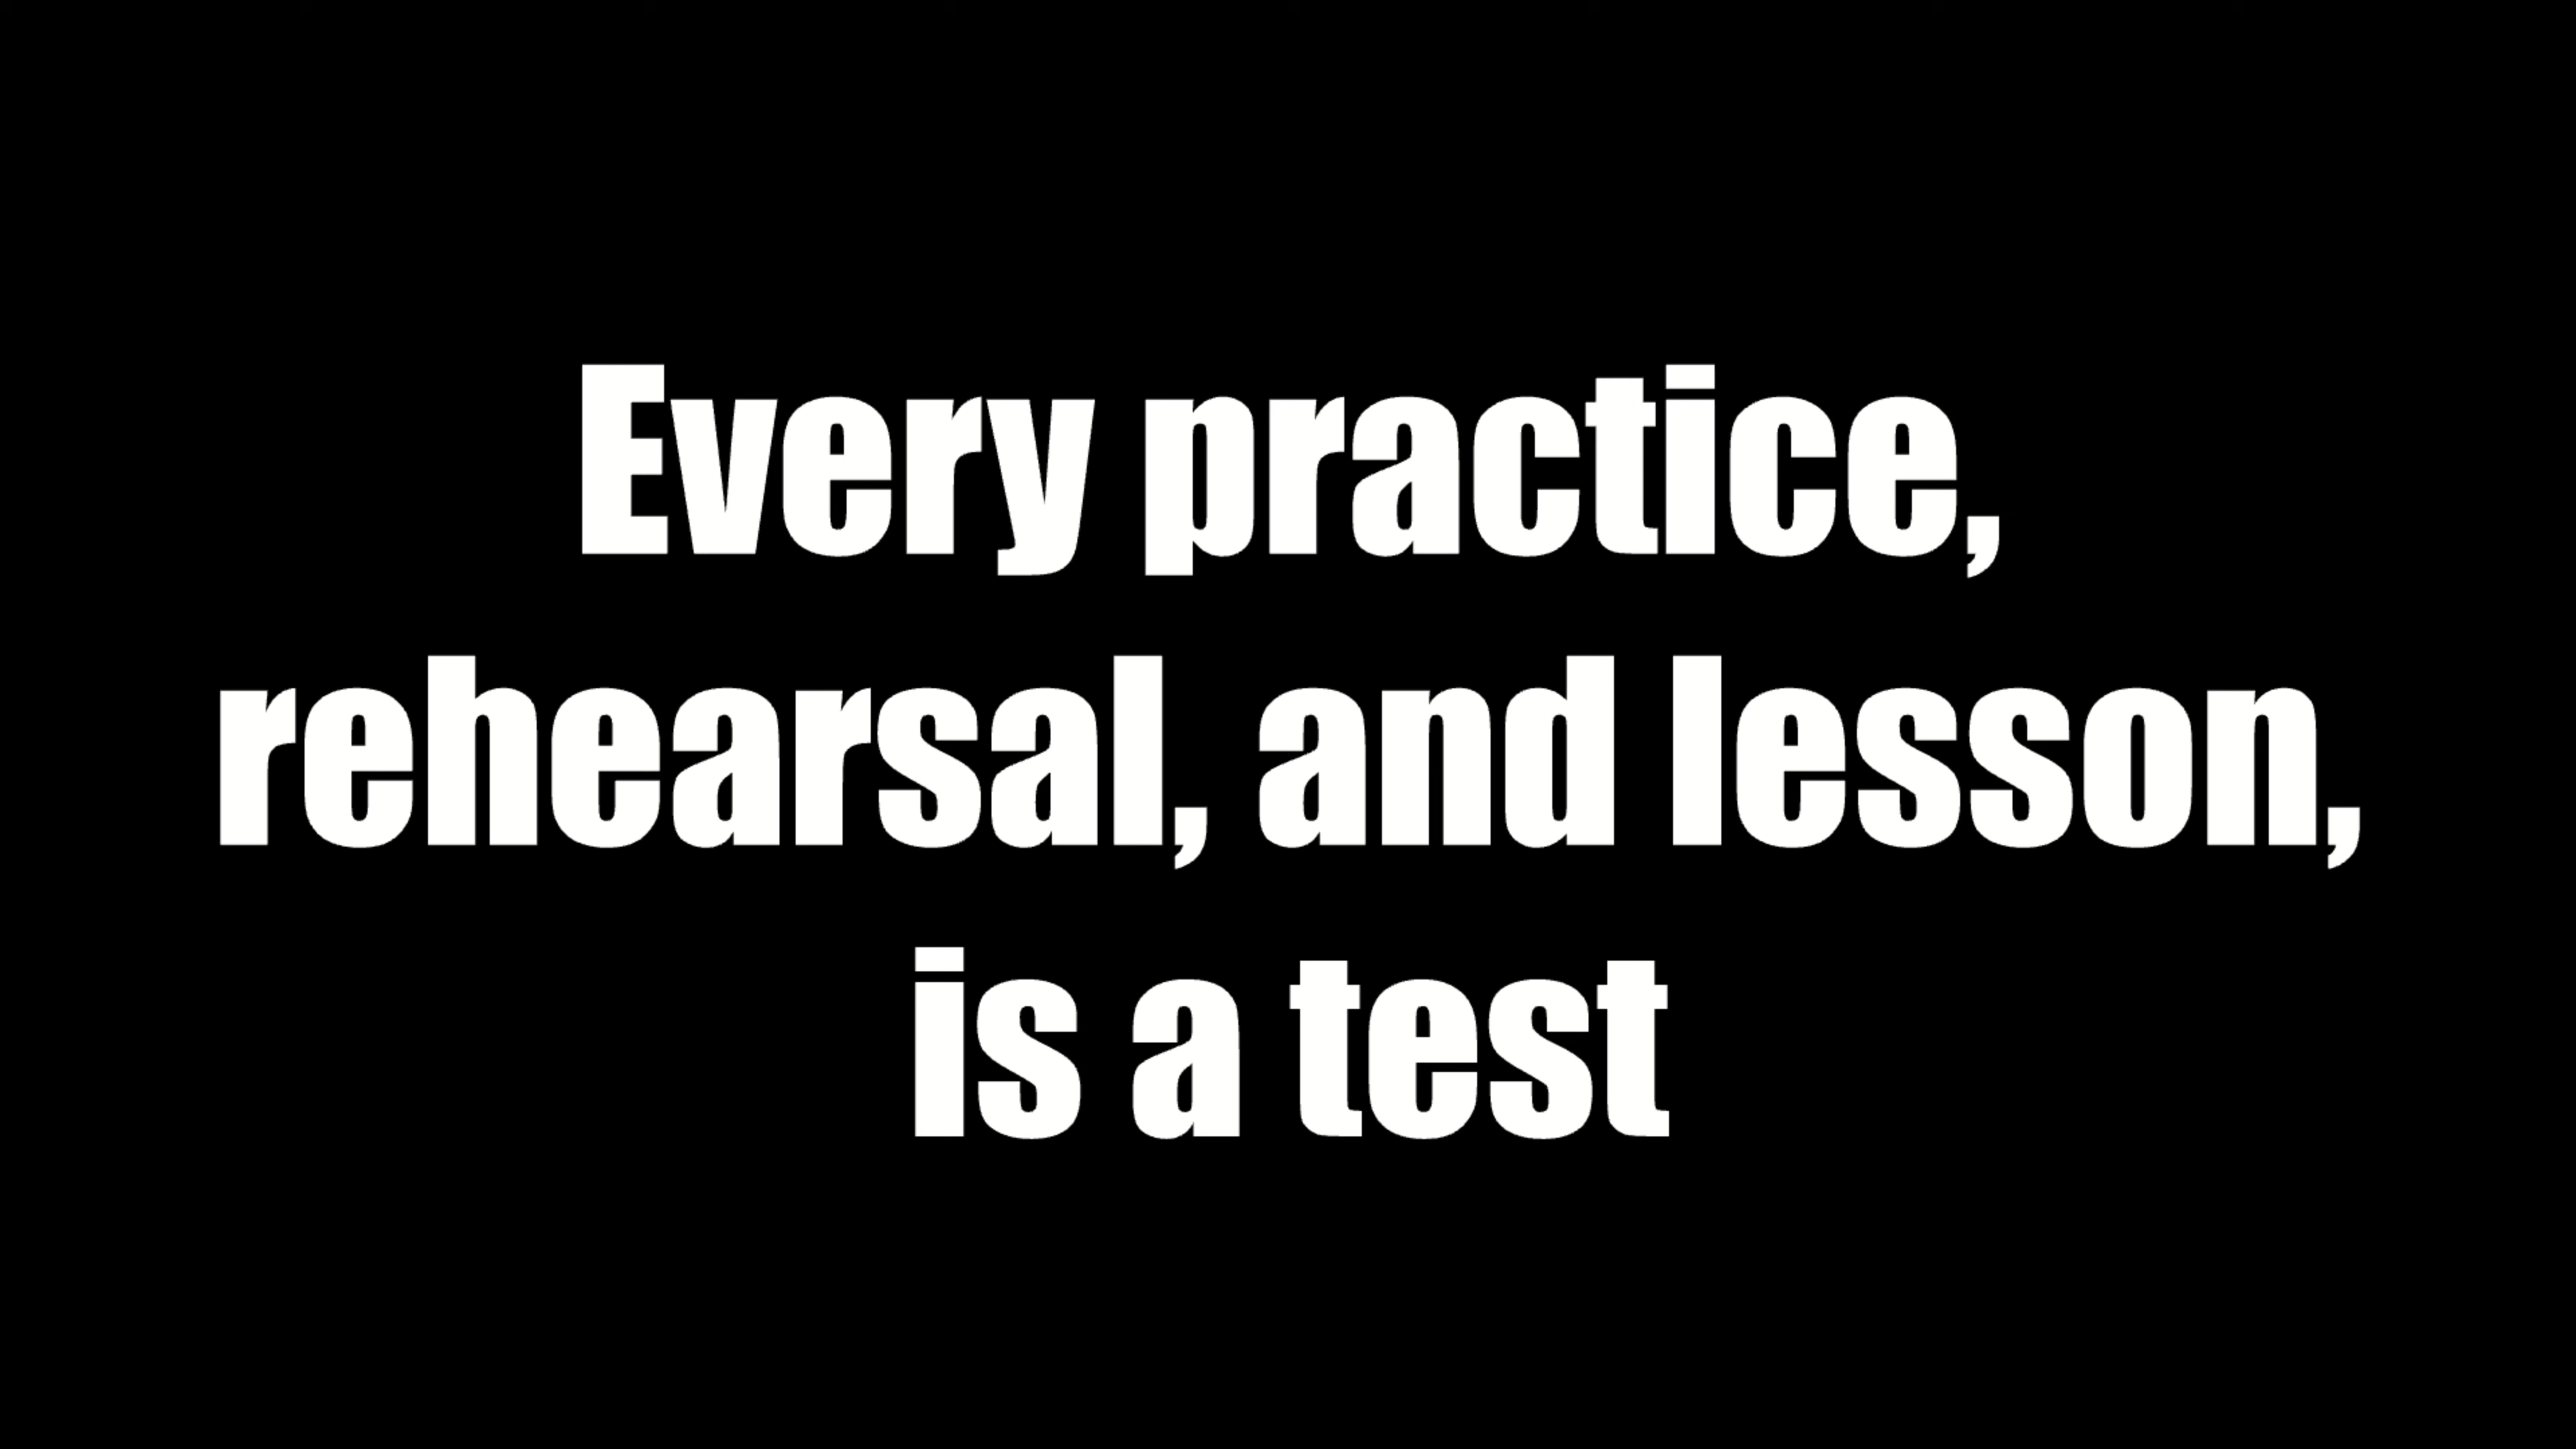 Every practice,
rehearsal, and lesson,
is a test